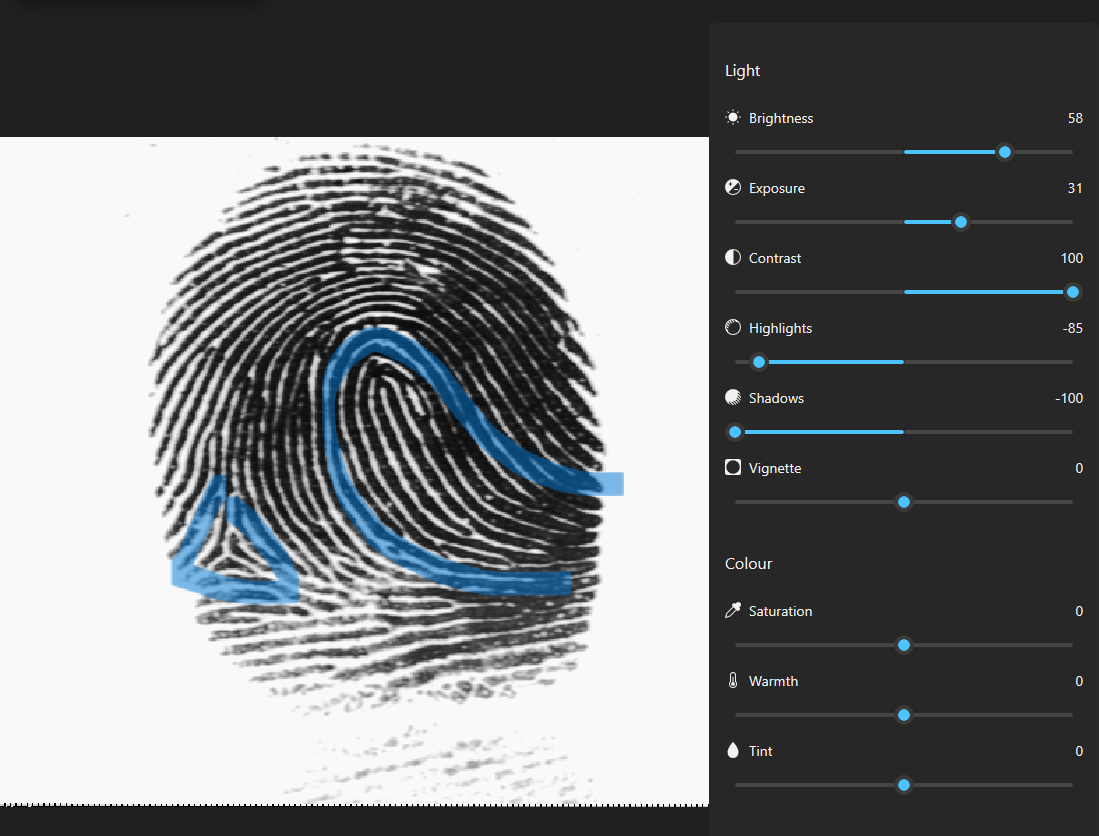 Light
Brightness 58
Exposure 31
Contrast 100
Highlights -85
Shadows -100
Vignette 0
Colour
Saturation 0
Warmth 0
Tint 0